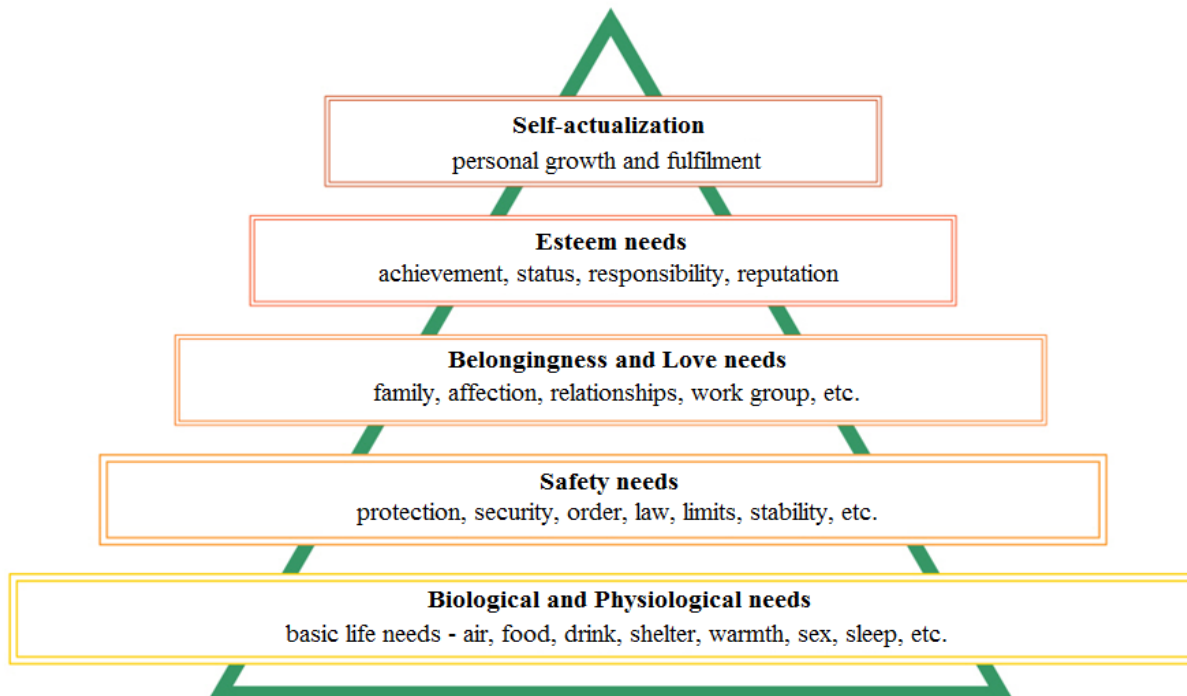 Self-actualization
personal growth and fulfilment
Esteem needs
achievement, status, responsibility, reputation
Belongingness and Love needs
family, affection, relationships, work group, etc.
Safety needs
protection, security, order, law, limits, stability, etc.
Biological and Physiological needs
basic life needs - air, food, drink, shelter, warmth, sex, sleep, etc.